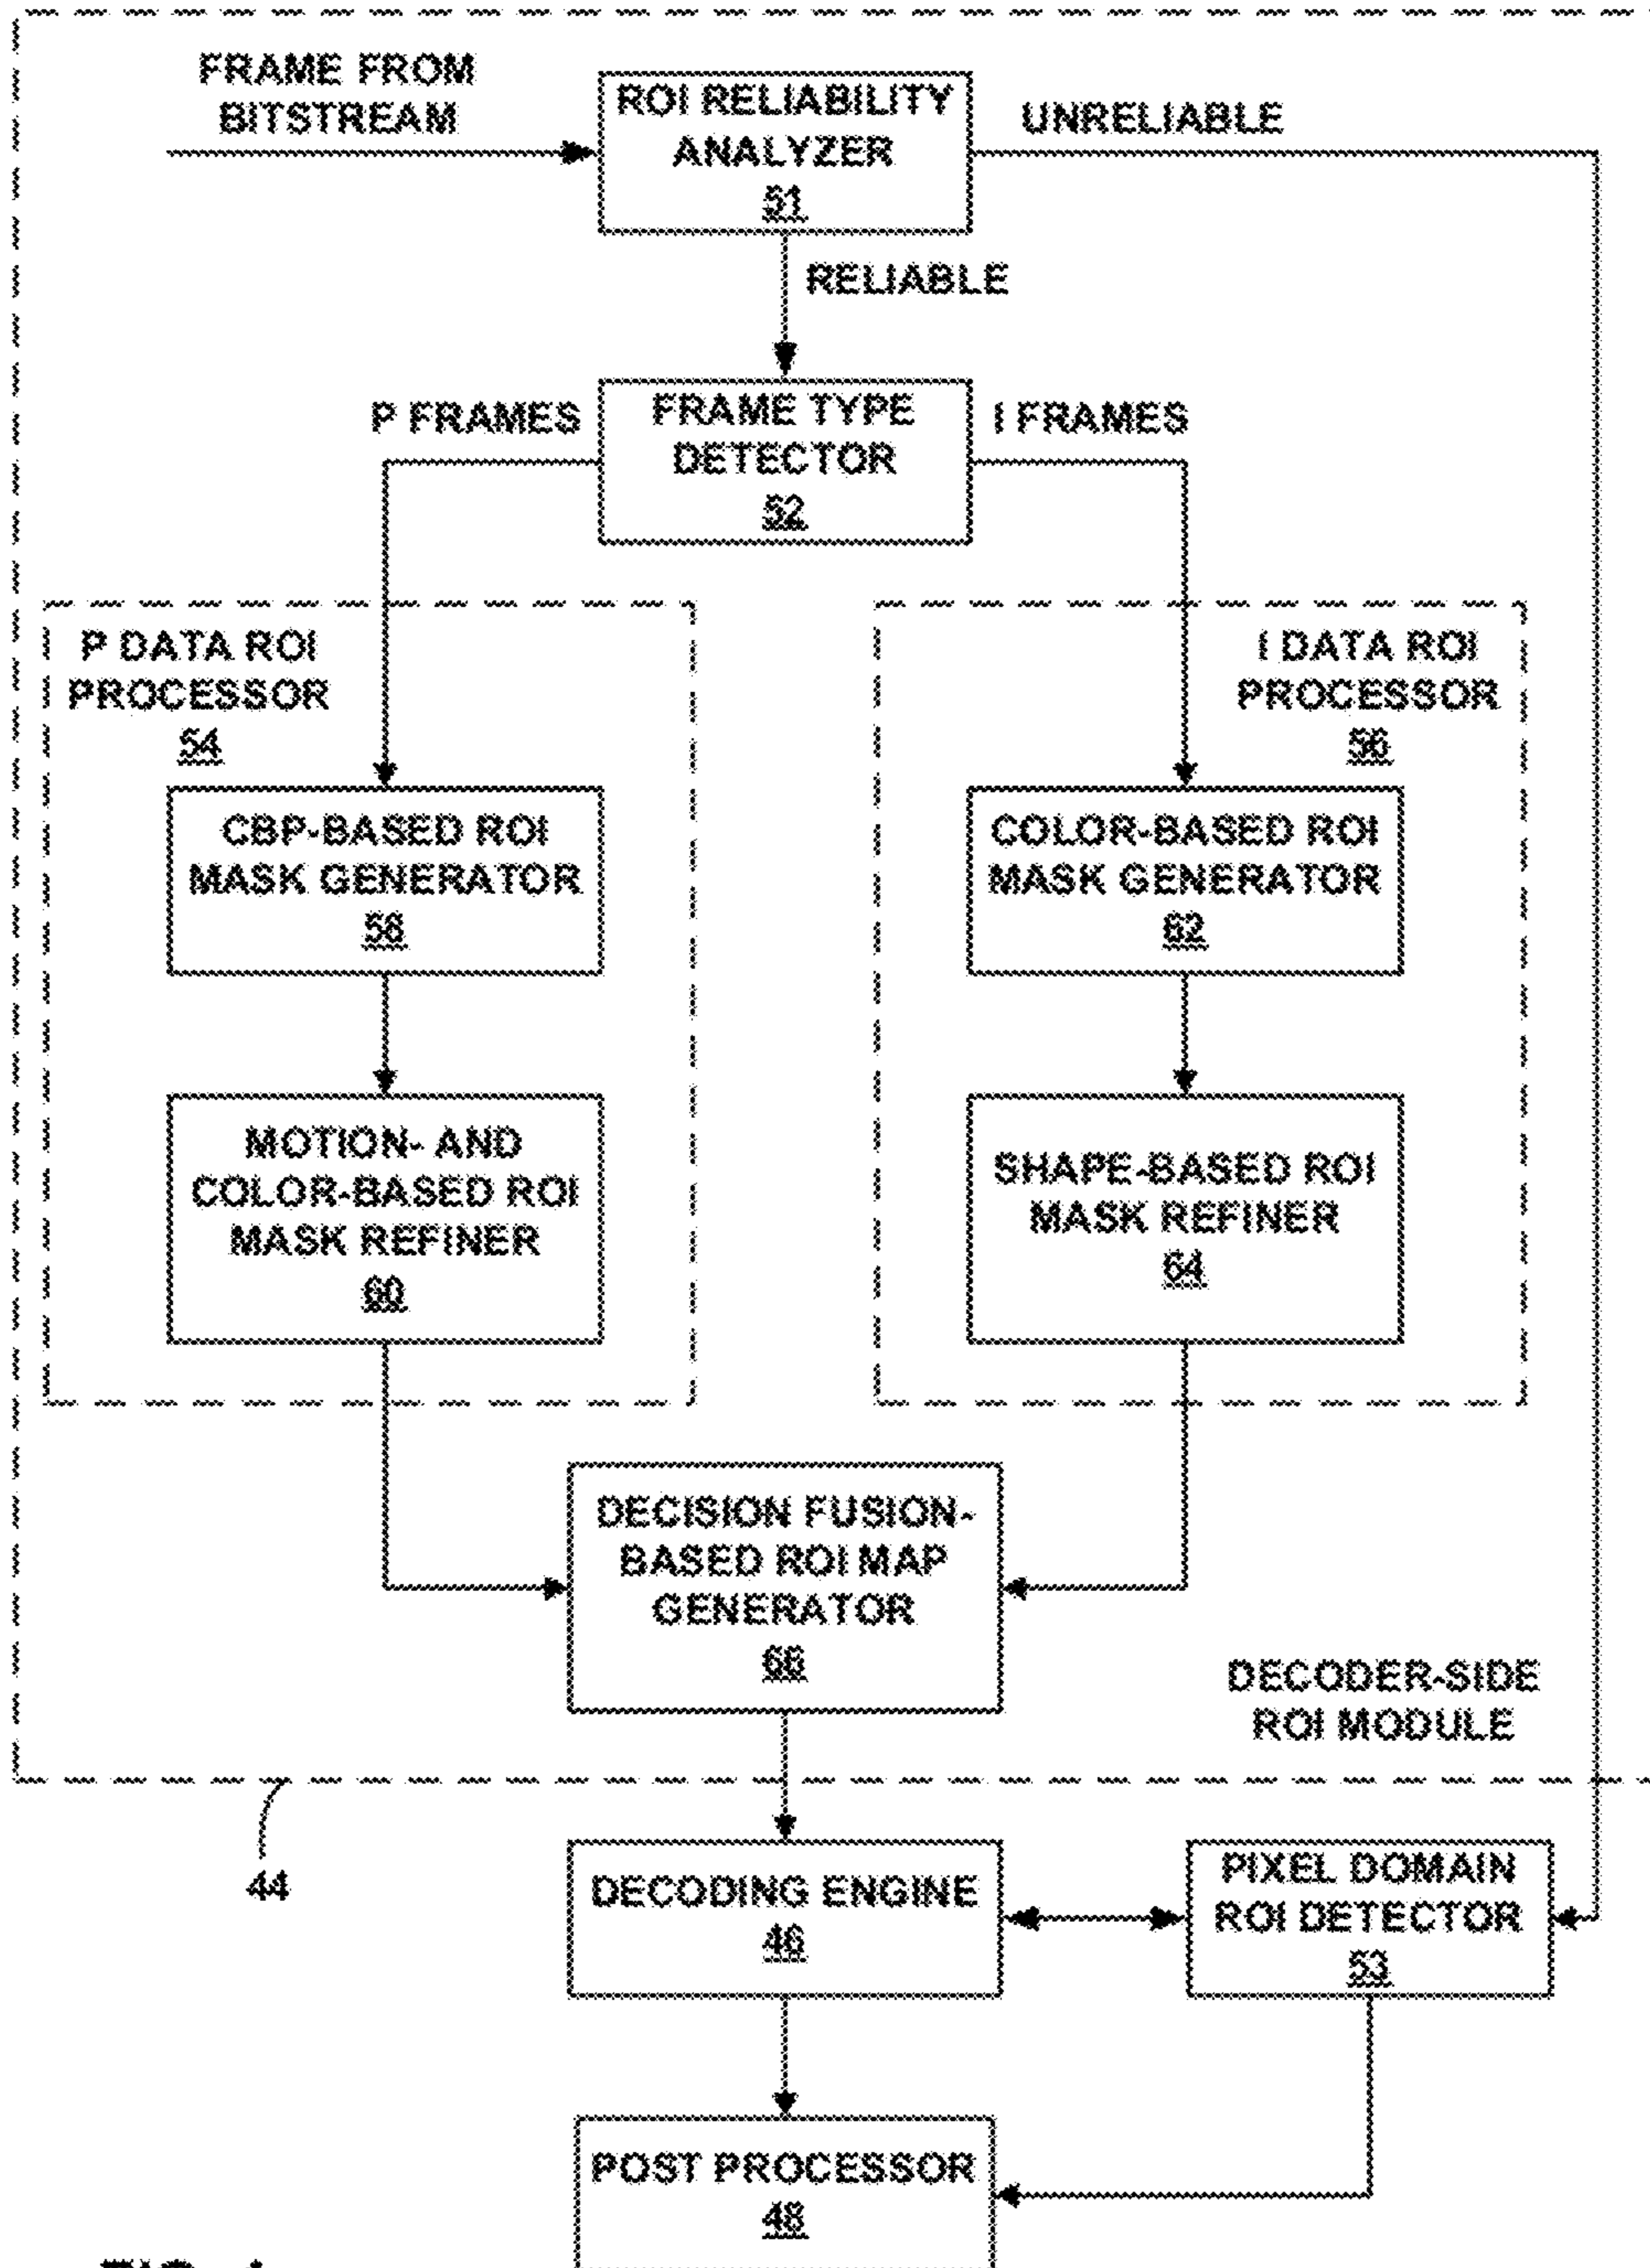 FRAME FROM
BITSTREAM
ROI RELIABILITY
ANALYZER
51
UNRELIABLE
RELIABLE
P FRAMES
FRAME TYPE
DETECTOR
52
I FRAMES
P DATA ROI
PROCESSOR
54
I DATA ROI
PROCESSOR
56
CBP-BASED ROI
MASK GENERATOR
58
COLOR-BASED ROI
MASK GENERATOR
62
MOTION- AND
COLOR-BASED ROI
MASK REFINER
60
SHAPE-BASED ROI
MASK REFINER
64
DECISION FUSION-
BASED ROI MAP
GENERATOR
66
DECODER-SIDE
ROI MODULE
44
DECODING ENGINE
46
PIXEL DOMAIN
ROI DETECTOR
53
POST PROCESSOR
48